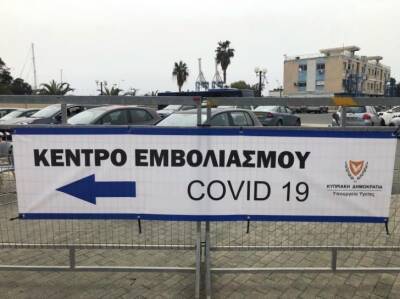 ΚΕΝΤΡΟ ΕΜΒΟΛΙΑΣΜΟΥ
COVID 19
ΚΥΠΡΙΑΚΗ ΔΗΜΟΚΡΑΤΙΑ
Υπουργείο Υγείας